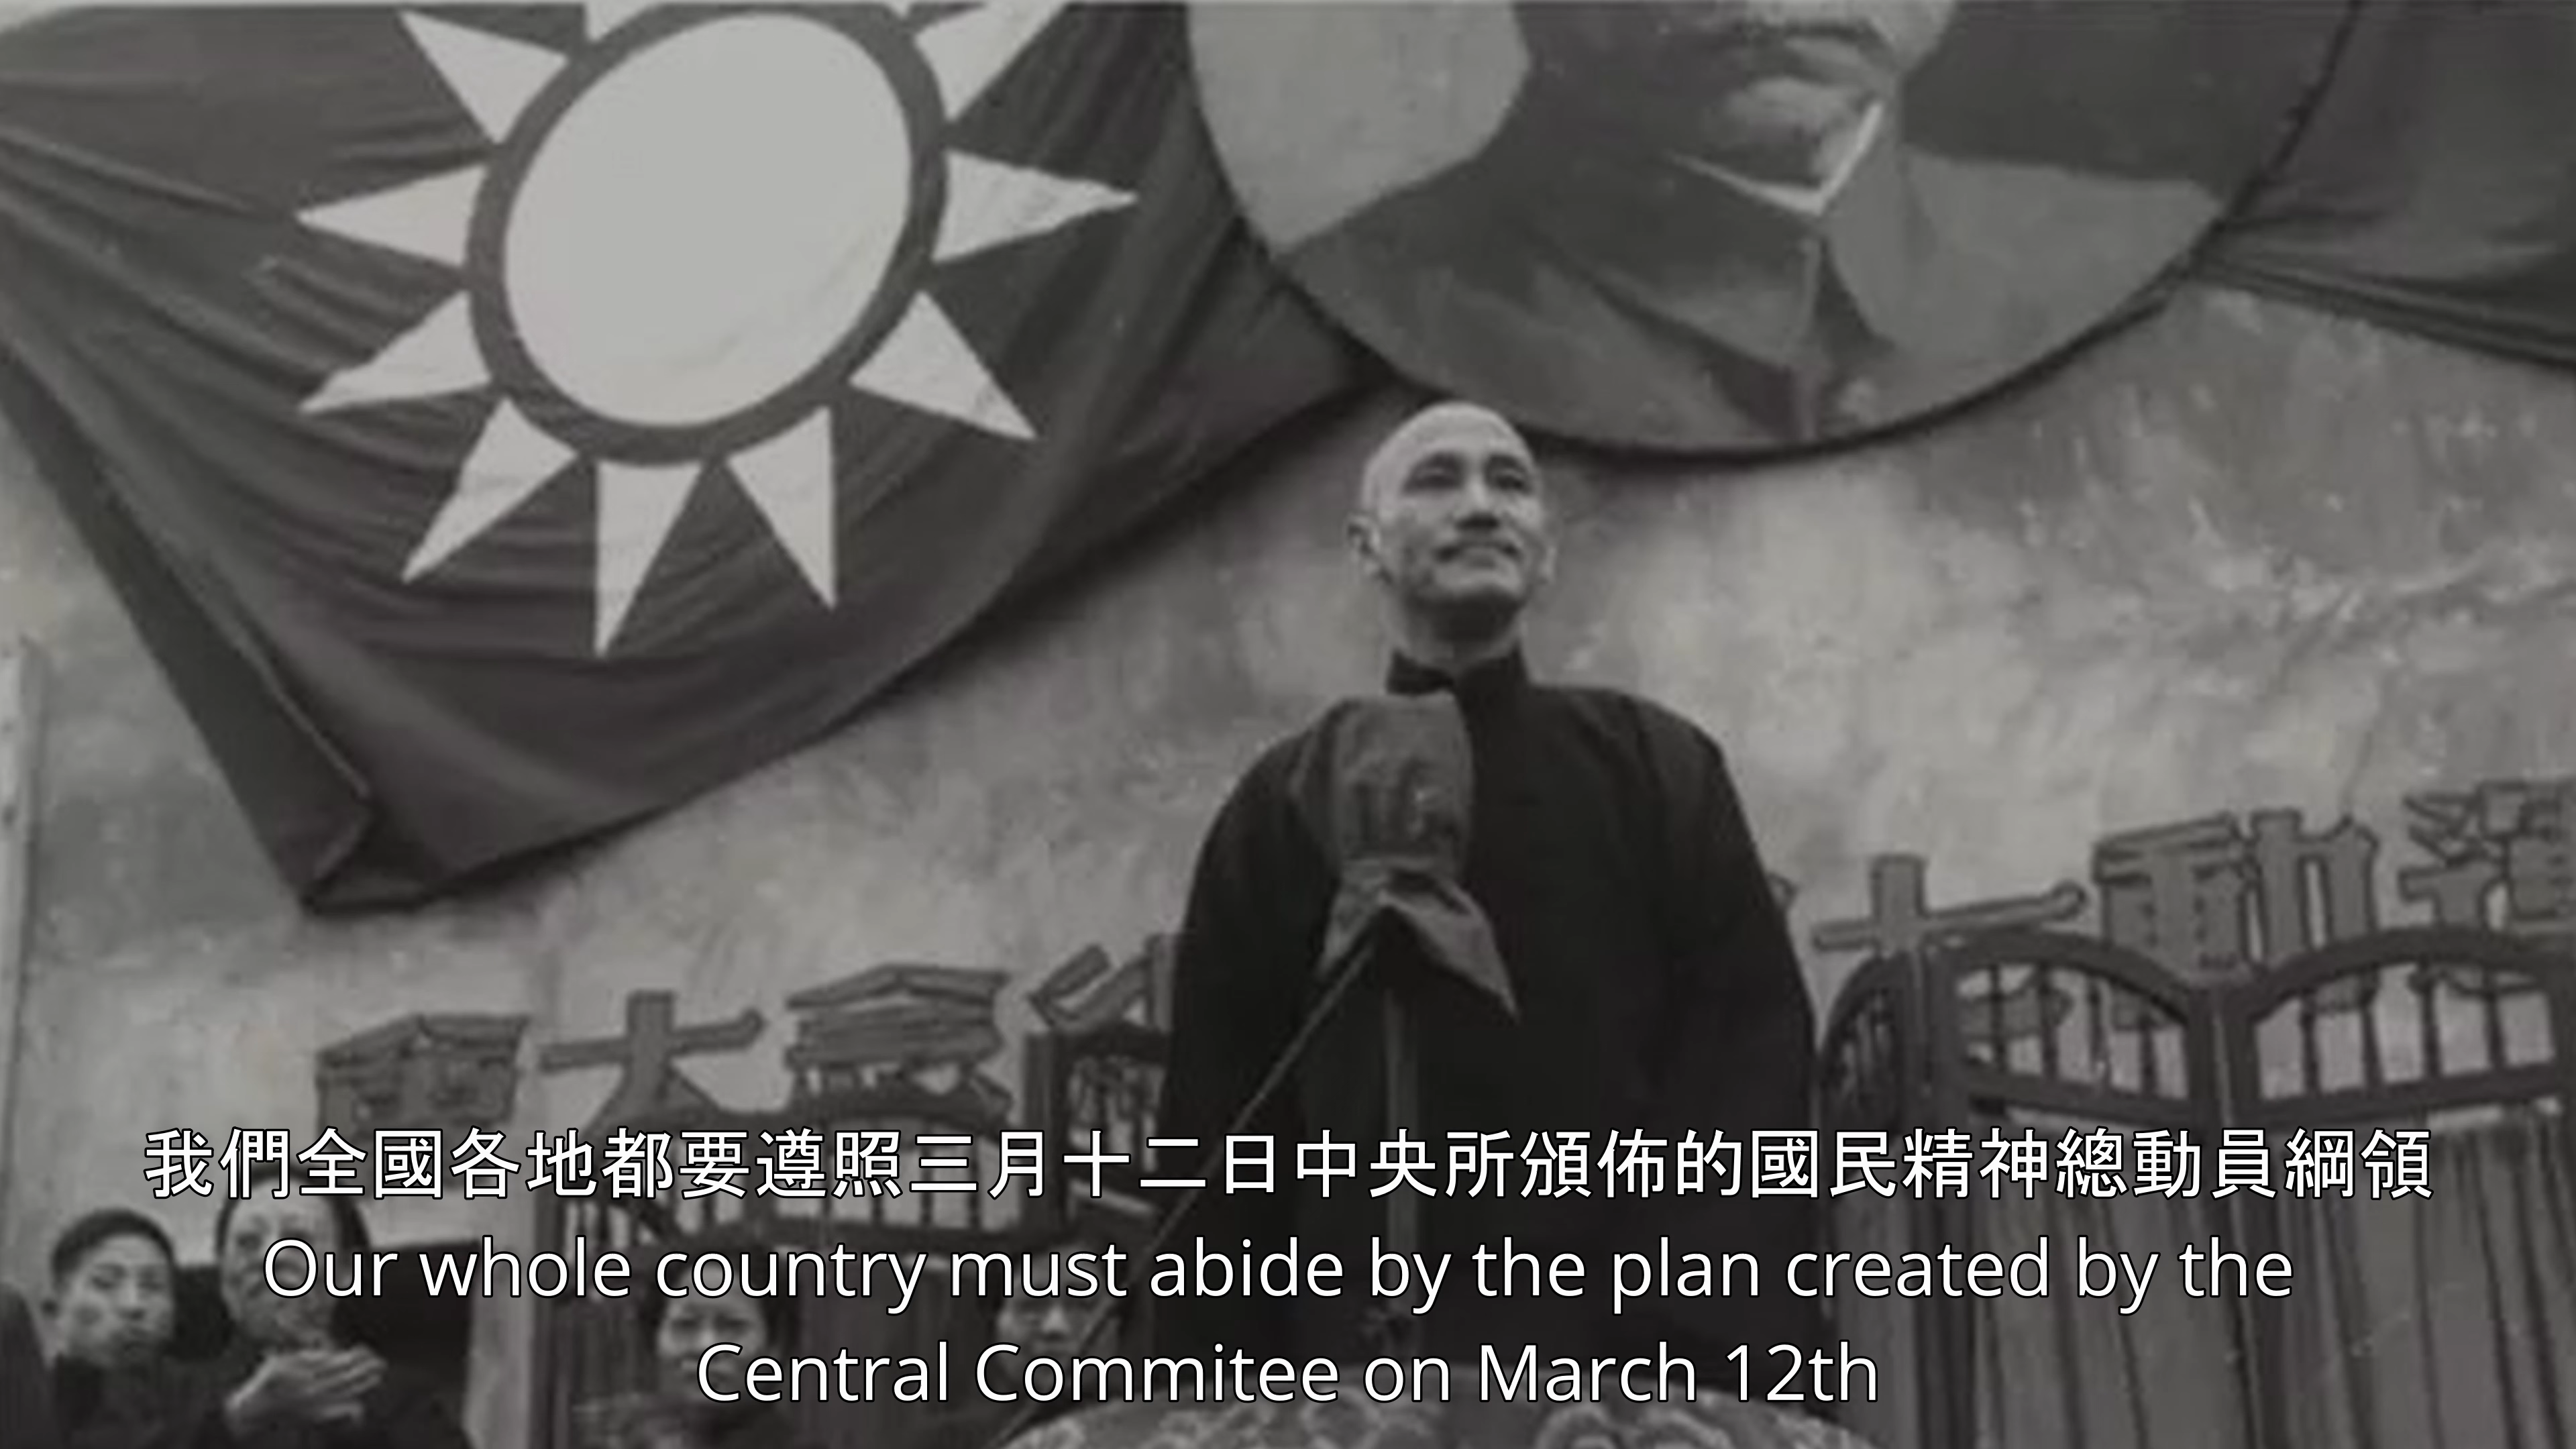 我們全國各地都要遵照三月十二日中央所頒佈的國民精神總動員綱領
Our whole country must abide by the plan created by the
Central Commitee on March 12th